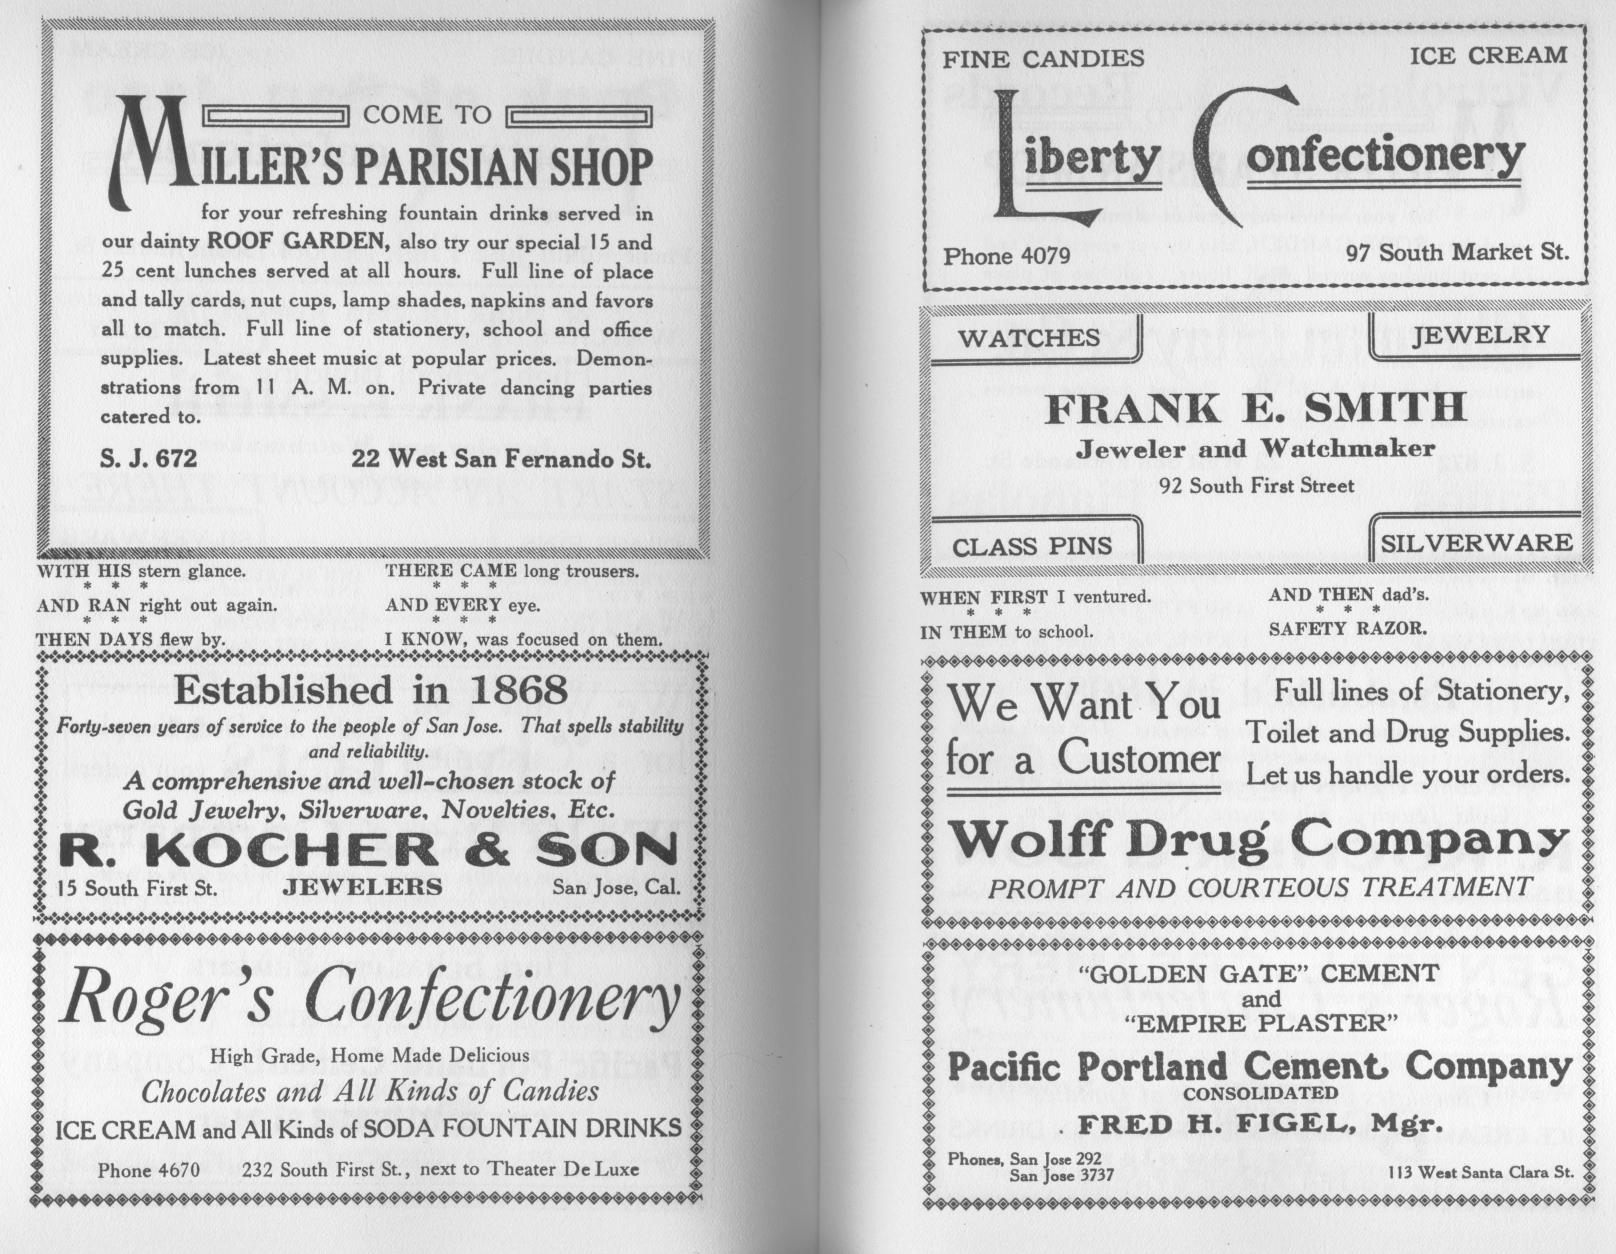 COME TO
MILLER'S PARISIAN SHOP
for your refreshing fountain drinks served in
our dainty ROOF GARDEN, also try our special 15 and
25 cent lunches served at all hours. Full line of place
and tally cards, nut cups, lamp shades, napkins and favors
all to match. Full line of stationery, school and office
supplies. Latest sheet music at popular prices. Demon-
strations from 11 A. M. on. Private dancing parties
catered to.
S. J. 672 22 West San Fernando St.
WITH HIS stern glance.
* * *
AND RAN right out again.
* * *
THEN DAYS flew by.
THERE CAME long trousers.
* * *
AND EVERY eye.
* * *
I KNOW, was focused on them.
Established in 1868
Forty-seven years of service to the people of San Jose. That spells stability
and reliability.
A comprehensive and well-chosen stock of
Gold Jewelry, Silverware, Novelties, Etc.
R. KOCHER & SON
15 South First St. JEWELERS San Jose, Cal.
Roger's Confectionery
High Grade, Home Made Delicious
Chocolates and All Kinds of Candies
ICE CREAM and All Kinds of SODA FOUNTAIN DRINKS
Phone 4670 232 South First St., next to Theater De Luxe
FINE CANDIES ICE CREAM
Liberty Confectionery
Phone 4079 97 South Market St.
WATCHES JEWELRY
FRANK E. SMITH
Jeweler and Watchmaker
92 South First Street
CLASS PINS SILVERWARE
WHEN FIRST I ventured.
* * *
IN THEM to school.
AND THEN dad's.
* * *
SAFETY RAZOR.
We Want You
for a Customer
Full lines of Stationery,
Toilet and Drug Supplies.
Let us handle your orders.
Wolff Drug Company
PROMPT AND COURTEOUS TREATMENT
"GOLDEN GATE" CEMENT
and
"EMPIRE PLASTER"
Pacific Portland Cement Company
CONSOLIDATED
FRED H. FIGEL, Mgr.
Phones, San Jose 292
San Jose 3737
113 West Santa Clara St.